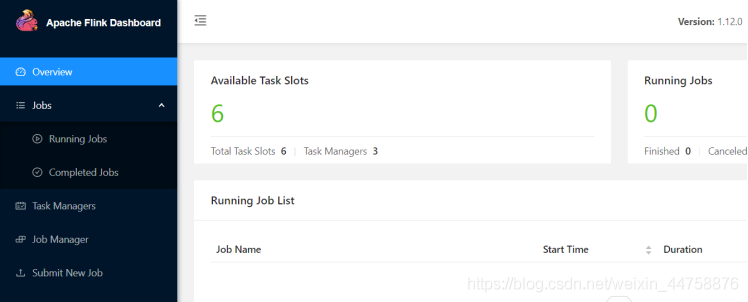 Apache Flink Dashboard
Version: 1.12.0
Overview
Jobs
Running Jobs
Completed Jobs
Task Managers
Job Manager
Submit New Job
Available Task Slots
6
Total Task Slots 6 Task Managers 3
Running Jobs
0
Finished 0 Canceled
Running Job List
Job Name Start Time Duration
https://blog.csdn.net/weixin_44758876